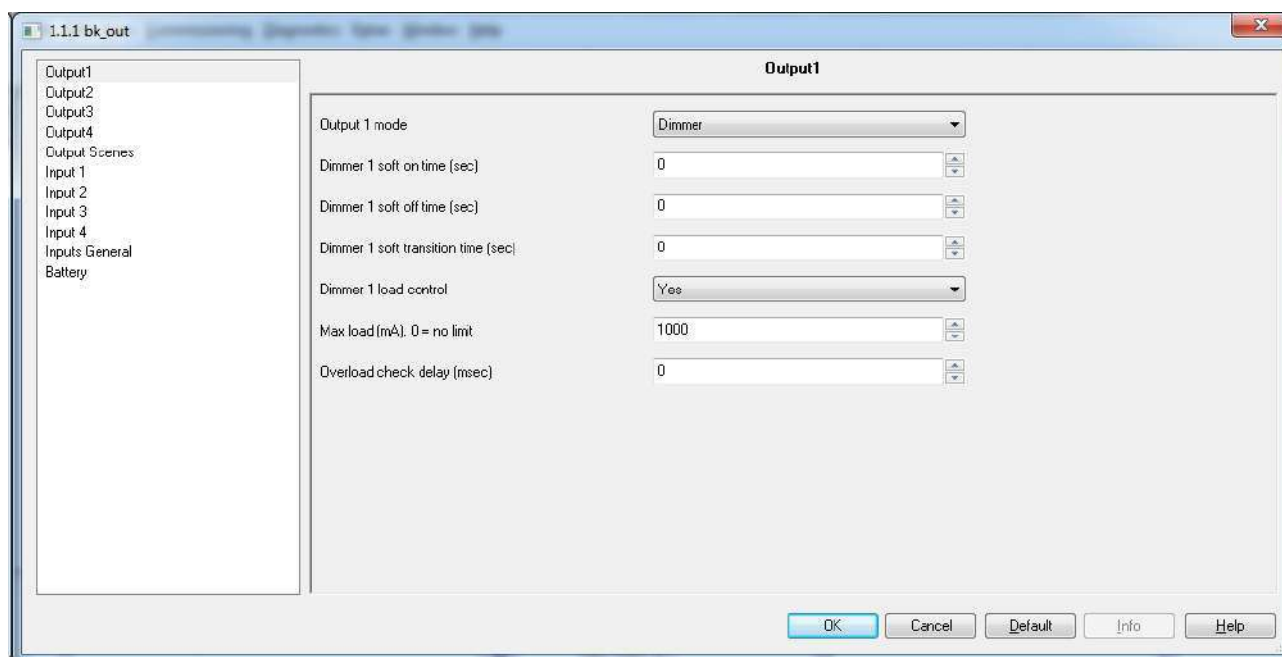 1.1.1 bk_out
Output1
Output2
Output3
Output4
Output Scenes
Input 1
Input 2
Input 3
Input 4
Inputs General
Battery
Output1
Output 1 mode
Dimmer
Dimmer 1 soft on time (sec)
0
Dimmer 1 soft off time (sec)
0
Dimmer 1 soft transition time (sec)
0
Dimmer 1 load control
Yes
Max load (mA). 0 = no limit
1000
Overload check delay (msec)
0
OK
Cancel
Default
Info
Help